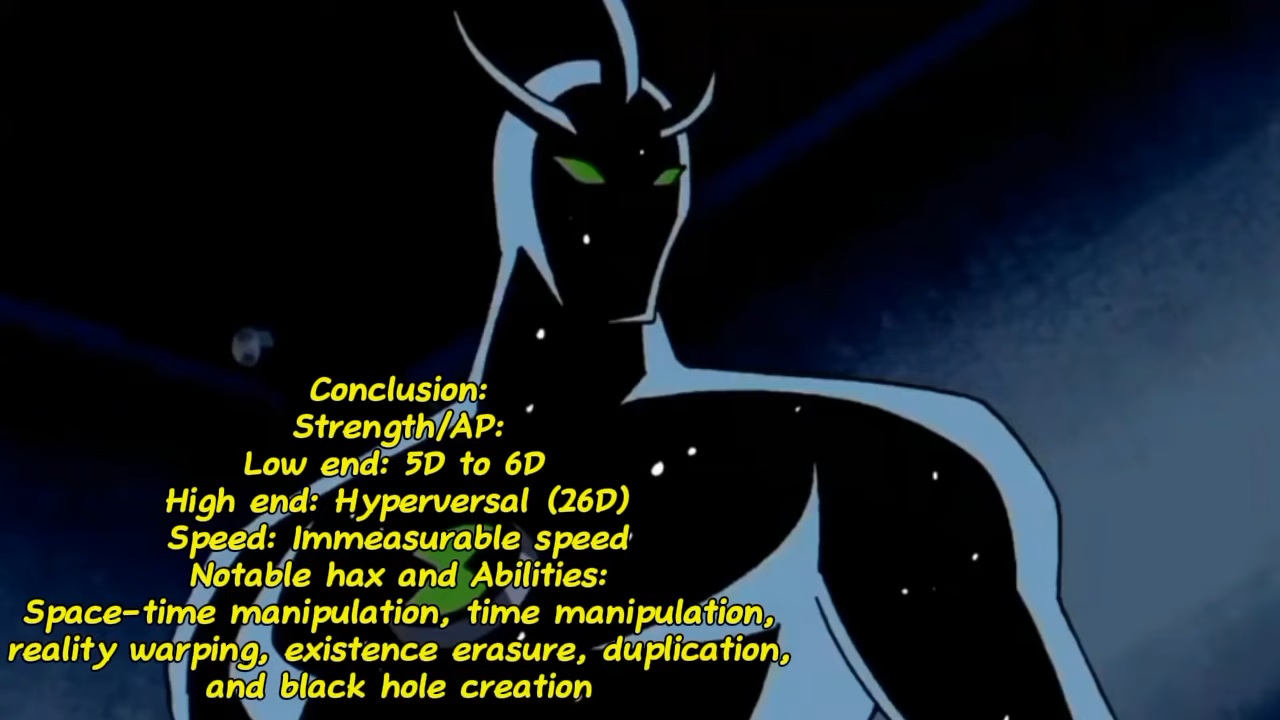 Conclusion:
Strength/AP:
Low end: 5D to 6D
High end: Hyperversal (26D)
Speed: Immeasurable speed
Notable hax and Abilities:
Space-time manipulation, time manipulation,
reality warping, existence erasure, duplication,
and black hole creation